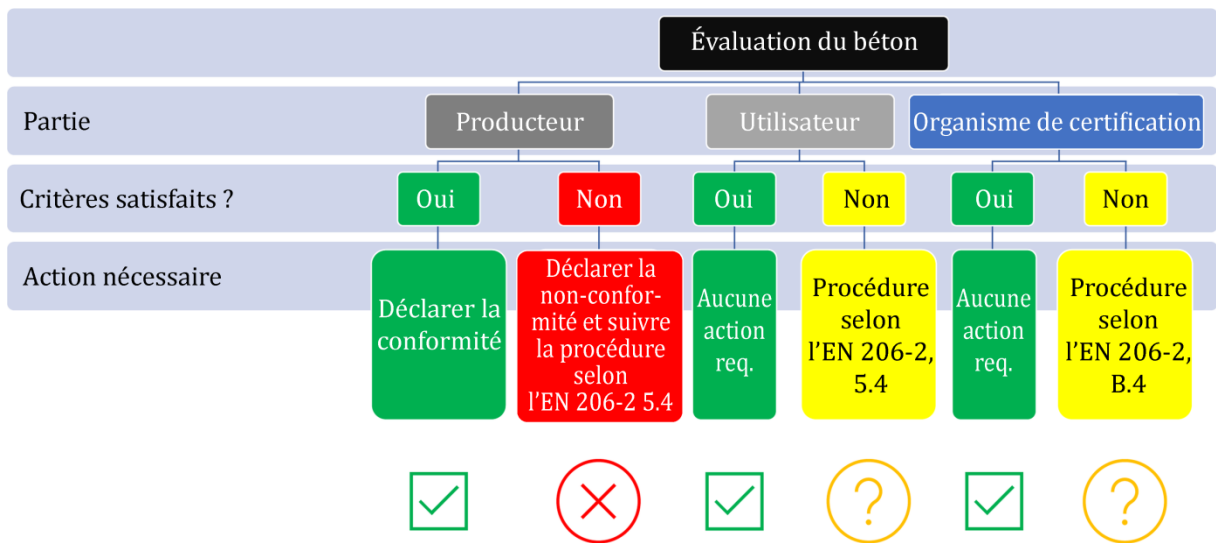 Évaluation du béton
Partie
Producteur
Utilisateur
Organisme de certification
Critères satisfaits ?
Oui
Non
Oui
Non
Oui
Non
Action nécessaire
Déclarer la
conformité
Déclarer la
non-confor-
mité et suivre
la procédure
selon
l’EN 206-2 5.4
Aucune
action
req.
Procédure
selon
l’EN 206-2,
5.4
Aucune
action
req.
Procédure
selon
l’EN 206-2,
B.4